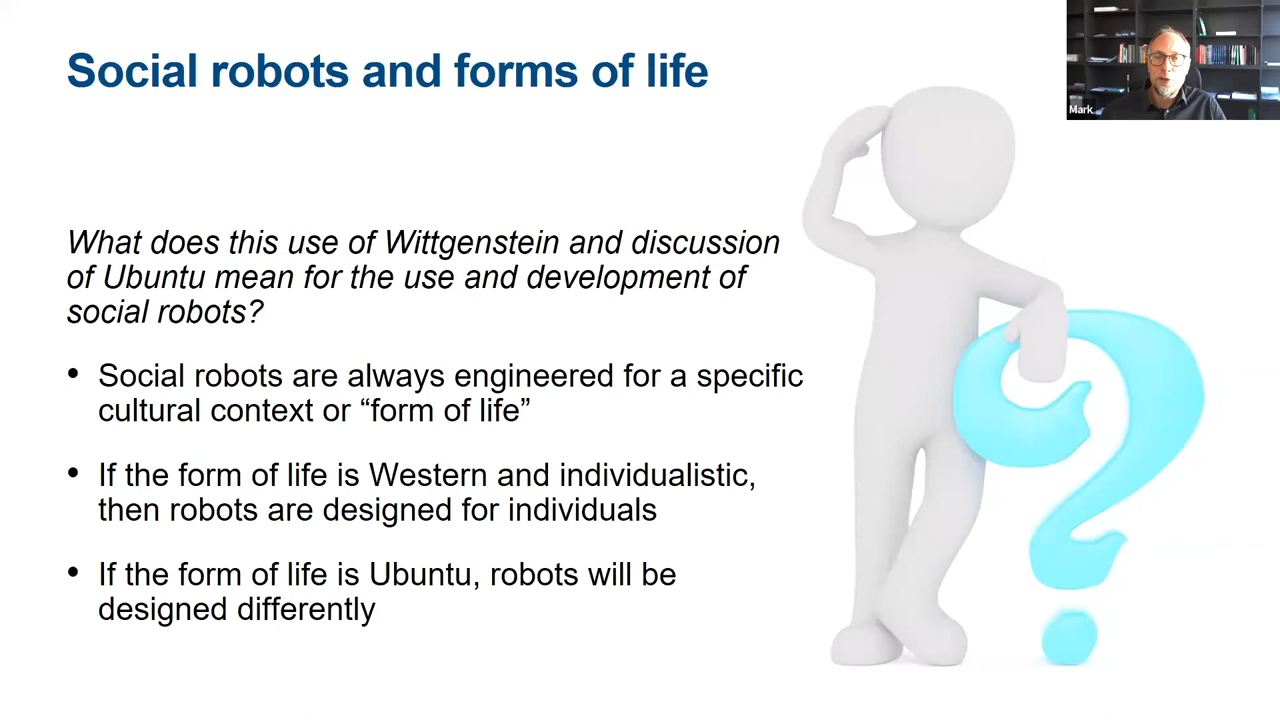 Social robots and forms of life
Mark
What does this use of Wittgenstein and discussion
of Ubuntu mean for the use and development of
social robots?
• Social robots are always engineered for a specific
cultural context or “form of life”
• If the form of life is Western and individualistic,
then robots are designed for individuals
• If the form of life is Ubuntu, robots will be
designed differently